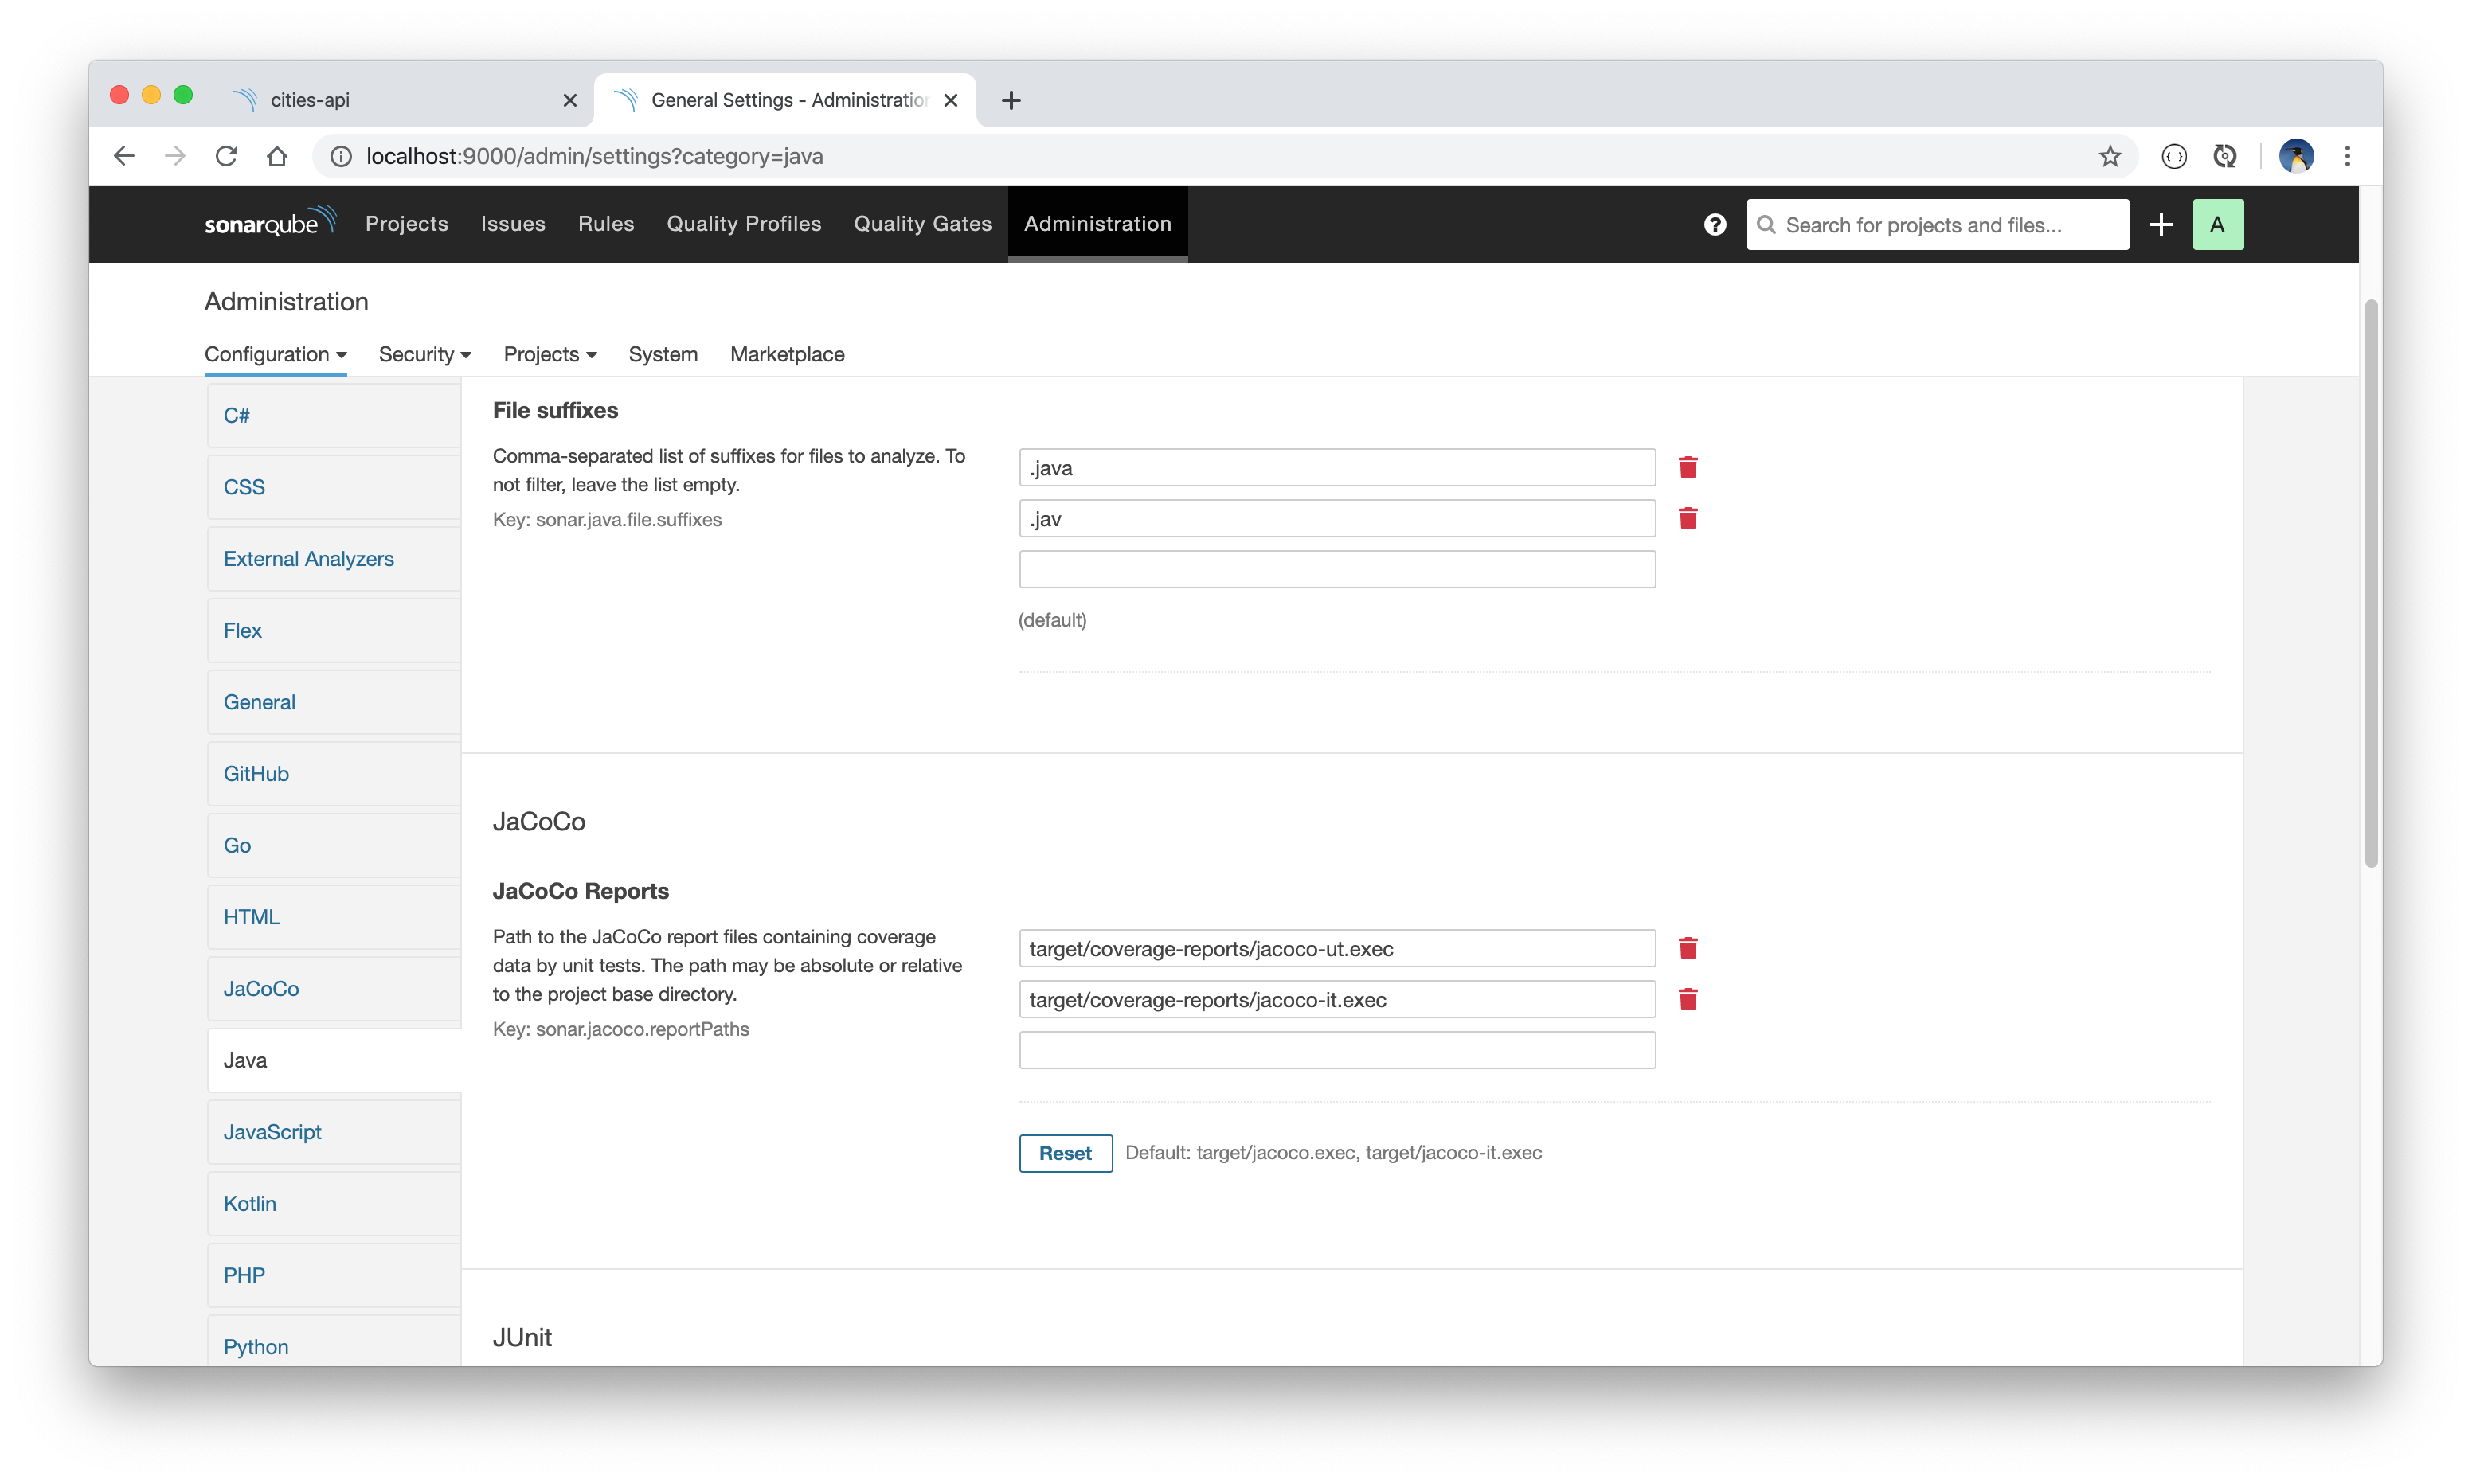 cities-api
General Settings - Administration
localhost:9000/admin/settings?category=java
sonarqube Projects Issues Rules Quality Profiles Quality Gates Administration Search for projects and files... A
Administration
Configuration Security Projects System Marketplace
C#
CSS
External Analyzers
Flex
General
GitHub
Go
HTML
JaCoCo
Java
JavaScript
Kotlin
PHP
Python
File suffixes
Comma-separated list of suffixes for files to analyze. To
not filter, leave the list empty.
Key: sonar.java.file.suffixes
.java
.jav
(default)
JaCoCo
JaCoCo Reports
Path to the JaCoCo report files containing coverage
data by unit tests. The path may be absolute or relative
to the project base directory.
Key: sonar.jacoco.reportPaths
target/coverage-reports/jacoco-ut.exec
target/coverage-reports/jacoco-it.exec
Reset Default: target/jacoco.exec, target/jacoco-it.exec
JUnit